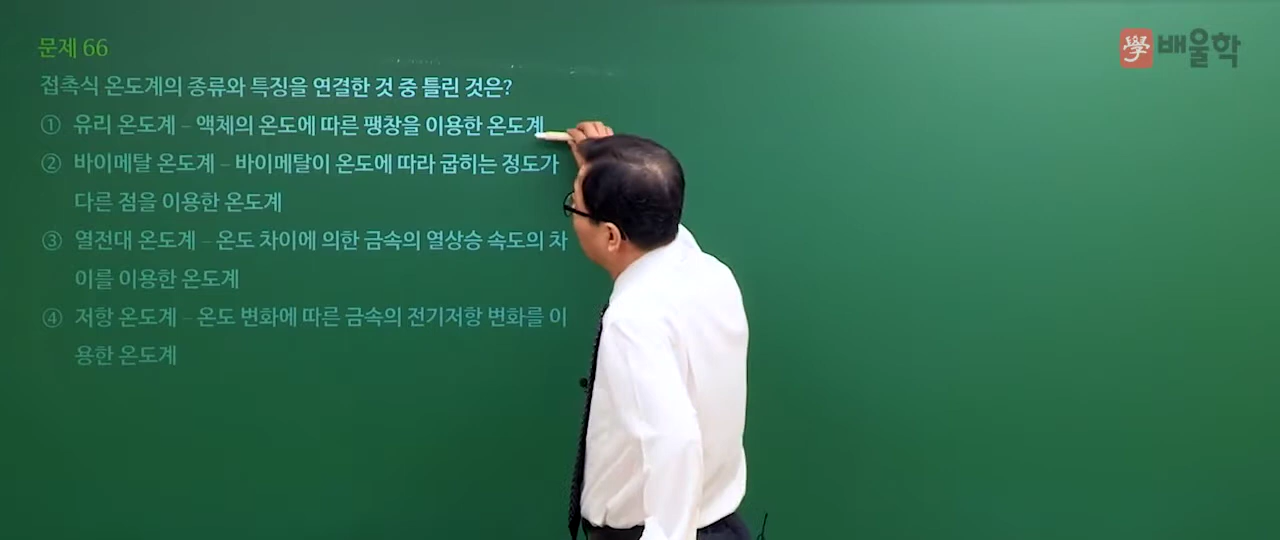 學 배울학
문제 66
접촉식 온도계의 종류와 특징을 연결한 것 중 틀린 것은?
① 유리 온도계 – 액체의 온도에 따른 팽창을 이용한 온도계
② 바이메탈 온도계 – 바이메탈이 온도에 따라 굽히는 정도가
다른 점을 이용한 온도계
③ 열전대 온도계 – 온도 차이에 의한 금속의 열상승 속도의 차
이를 이용한 온도계
④ 저항 온도계 – 온도 변화에 따른 금속의 전기저항 변화를 이
용한 온도계